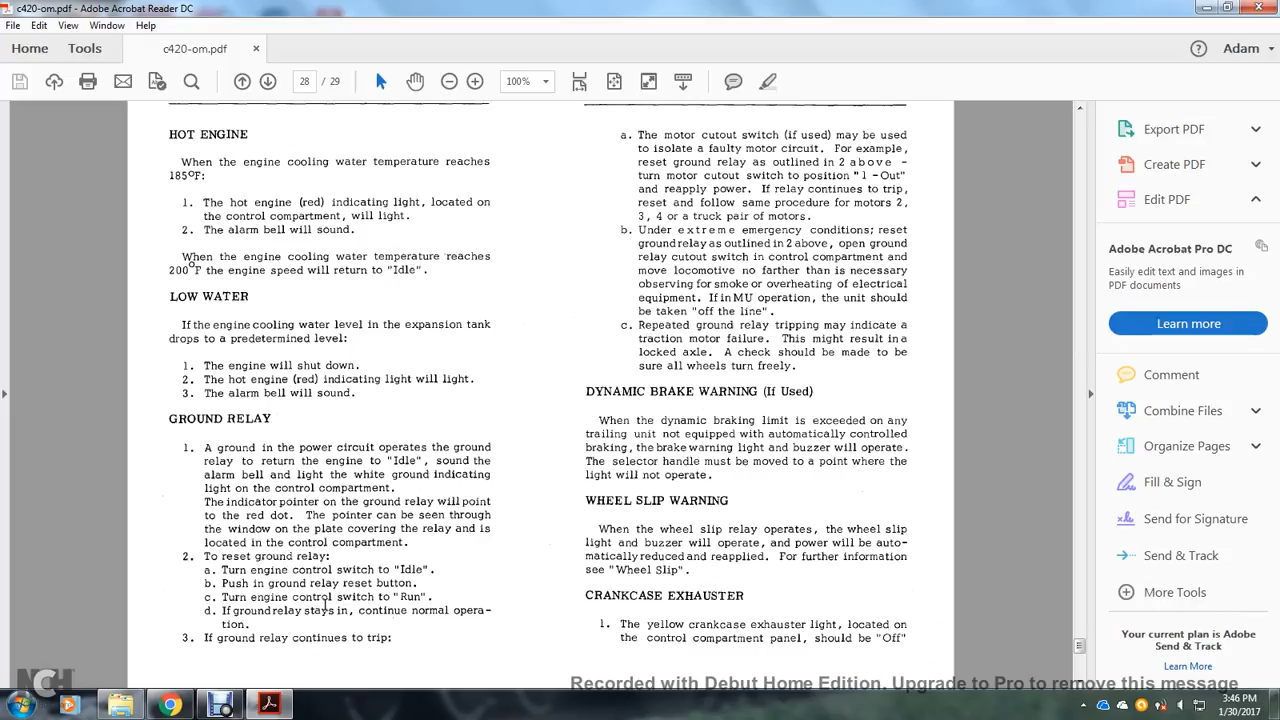 c420-om.pdf - Adobe Acrobat Reader DC
File Edit View Window Help
Home Tools c420-om.pdf × Adam
28 / 29 100%
HOT ENGINE
When the engine cooling water temperature reaches
185°F:
1. The hot engine (red) indicating light, located on
the control compartment, will light.
2. The alarm bell will sound.
When the engine cooling water temperature reaches
200°F the engine speed will return to "Idle".
LOW WATER
If the engine cooling water level in the expansion tank
drops to a predetermined level:
1. The engine will shut down.
2. The hot engine (red) indicating light will light.
3. The alarm bell will sound.
GROUND RELAY
1. A ground in the power circuit operates the ground
relay to return the engine to "Idle", sound the
alarm bell and light the white ground indicating
light on the control compartment.
The indicator pointer on the ground relay will point
to the red dot. The pointer can be seen through
the window on the plate covering the relay and is
located in the control compartment.
2. To reset ground relay:
a. Turn engine control switch to "Idle".
b. Push in ground relay reset button.
c. Turn engine control switch to "Run".
d. If ground relay stays in, continue normal opera-
tion.
3. If ground relay continues to trip:
a. The motor cutout switch (if used) may be used
to isolate a faulty motor circuit. For example,
reset ground relay as outlined in 2 above -
turn motor cutout switch to position "1 -Out"
and reapply power. If relay continues to trip,
reset and follow same procedure for motors 2,
3, 4 or a truck pair of motors.
b. Under extreme emergency conditions; reset
ground relay as outlined in 2 above, open ground
relay cutout switch in control compartment and
move locomotive no farther than is necessary
observing for smoke or overheating of electrical
equipment. If in MU operation, the unit should
be taken "off the line".
c. Repeated ground relay tripping may indicate a
traction motor failure. This might result in a
locked axle. A check should be made to be
sure all wheels turn freely.
DYNAMIC BRAKE WARNING (If Used)
When the dynamic braking limit is exceeded on any
trailing unit not equipped with automatically controlled
braking, the brake warning light and buzzer will operate.
The selector handle must be moved to a point where the
light will not operate.
WHEEL SLIP WARNING
When the wheel slip relay operates, the wheel slip
light and buzzer will operate, and power will be auto-
matically reduced and reapplied. For further information
see "Wheel Slip".
CRANKCASE EXHAUSTER
1. The yellow crankcase exhauster light, located on
the control compartment panel, should be "Off"
Export PDF
Create PDF
Edit PDF
Adobe Acrobat Pro DC
Easily edit text and images in
PDF documents
Learn more
Comment
Combine Files
Organize Pages
Fill & Sign
Send for Signature
Send & Track
More Tools
Your current plan is Adobe
Send & Track
Learn More
NCH
Recorded with Debut Home Edition. Upgrade to Pro to remove this message
3:46 PM
1/30/2017